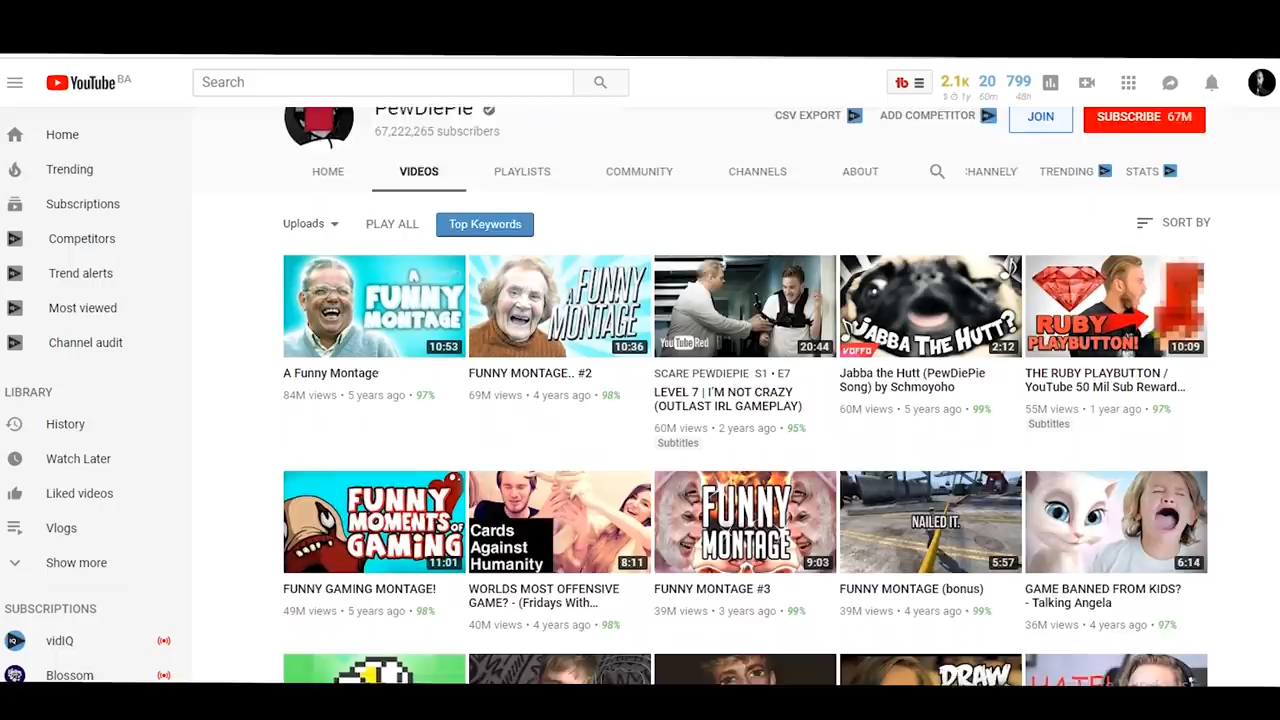 YouTube BA
Search
2.1K 20 799
1y 60m 48h
PewDiePie
67,222,265 subscribers
CSV EXPORT
ADD COMPETITOR
JOIN
SUBSCRIBE 67M
HOME
VIDEOS
PLAYLISTS
COMMUNITY
CHANNELS
ABOUT
CHANNELY
TRENDING
STATS
Uploads
PLAY ALL
Top Keywords
SORT BY
Home
Trending
Subscriptions
Competitors
Trend alerts
Most viewed
Channel audit
LIBRARY
History
Watch Later
Liked videos
Vlogs
Show more
SUBSCRIPTIONS
vidIQ
Blossom
A
FUNNY
MONTAGE
10:53
A Funny Montage
84M views • 5 years ago • 97%
A FUNNY
MONTAGE
10:36
FUNNY MONTAGE.. #2
69M views • 4 years ago • 98%
YouTube Red
20:44
SCARE PEWDIEPIE S1 • E7
LEVEL 7 | I'M NOT CRAZY
(OUTLAST IRL GAMEPLAY)
60M views • 2 years ago • 95%
Subtitles
JABBA THE HUTT?
VOFFO
2:12
Jabba the Hutt (PewDiePie
Song) by Schmoyoho
60M views • 5 years ago • 99%
RUBY
PLAYBUTTON!
10:09
THE RUBY PLAYBUTTON /
YouTube 50 Mil Sub Reward...
55M views • 1 year ago • 97%
Subtitles
FUNNY
MOMENTS OF
GAMING
11:01
FUNNY GAMING MONTAGE!
49M views • 5 years ago • 98%
Cards
Against
Humanity
8:11
WORLDS MOST OFFENSIVE
GAME? - (Fridays With...
40M views • 4 years ago • 98%
FUNNY
MONTAGE
9:03
FUNNY MONTAGE #3
39M views • 3 years ago • 99%
NAILED IT.
5:57
FUNNY MONTAGE (bonus)
39M views • 4 years ago • 99%
6:14
GAME BANNED FROM KIDS?
- Talking Angela
36M views • 4 years ago • 97%
DRAW
HATE!